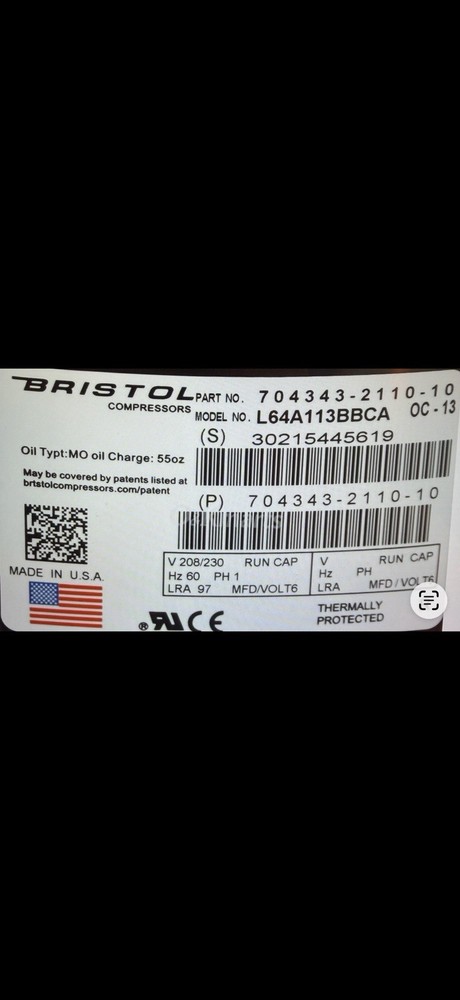 BRISTOL
COMPRESSORS
PART NO. 704343-2110-10
MODEL NO. L64A113BBCA OC-13
(S) 30215445619
Oil Typt:MO oil Charge: 55oz
May be covered by patents listed at
brtstolcompressors.com/patent
(P) 704343-2110-10
MADE IN U.S.A.
V 208/230 RUN CAP
Hz 60 PH 1
LRA 97 MFD/VOLT6
V RUN CAP
Hz PH
LRA MFD/VOLT6
THERMALLY
PROTECTED
® RU CE